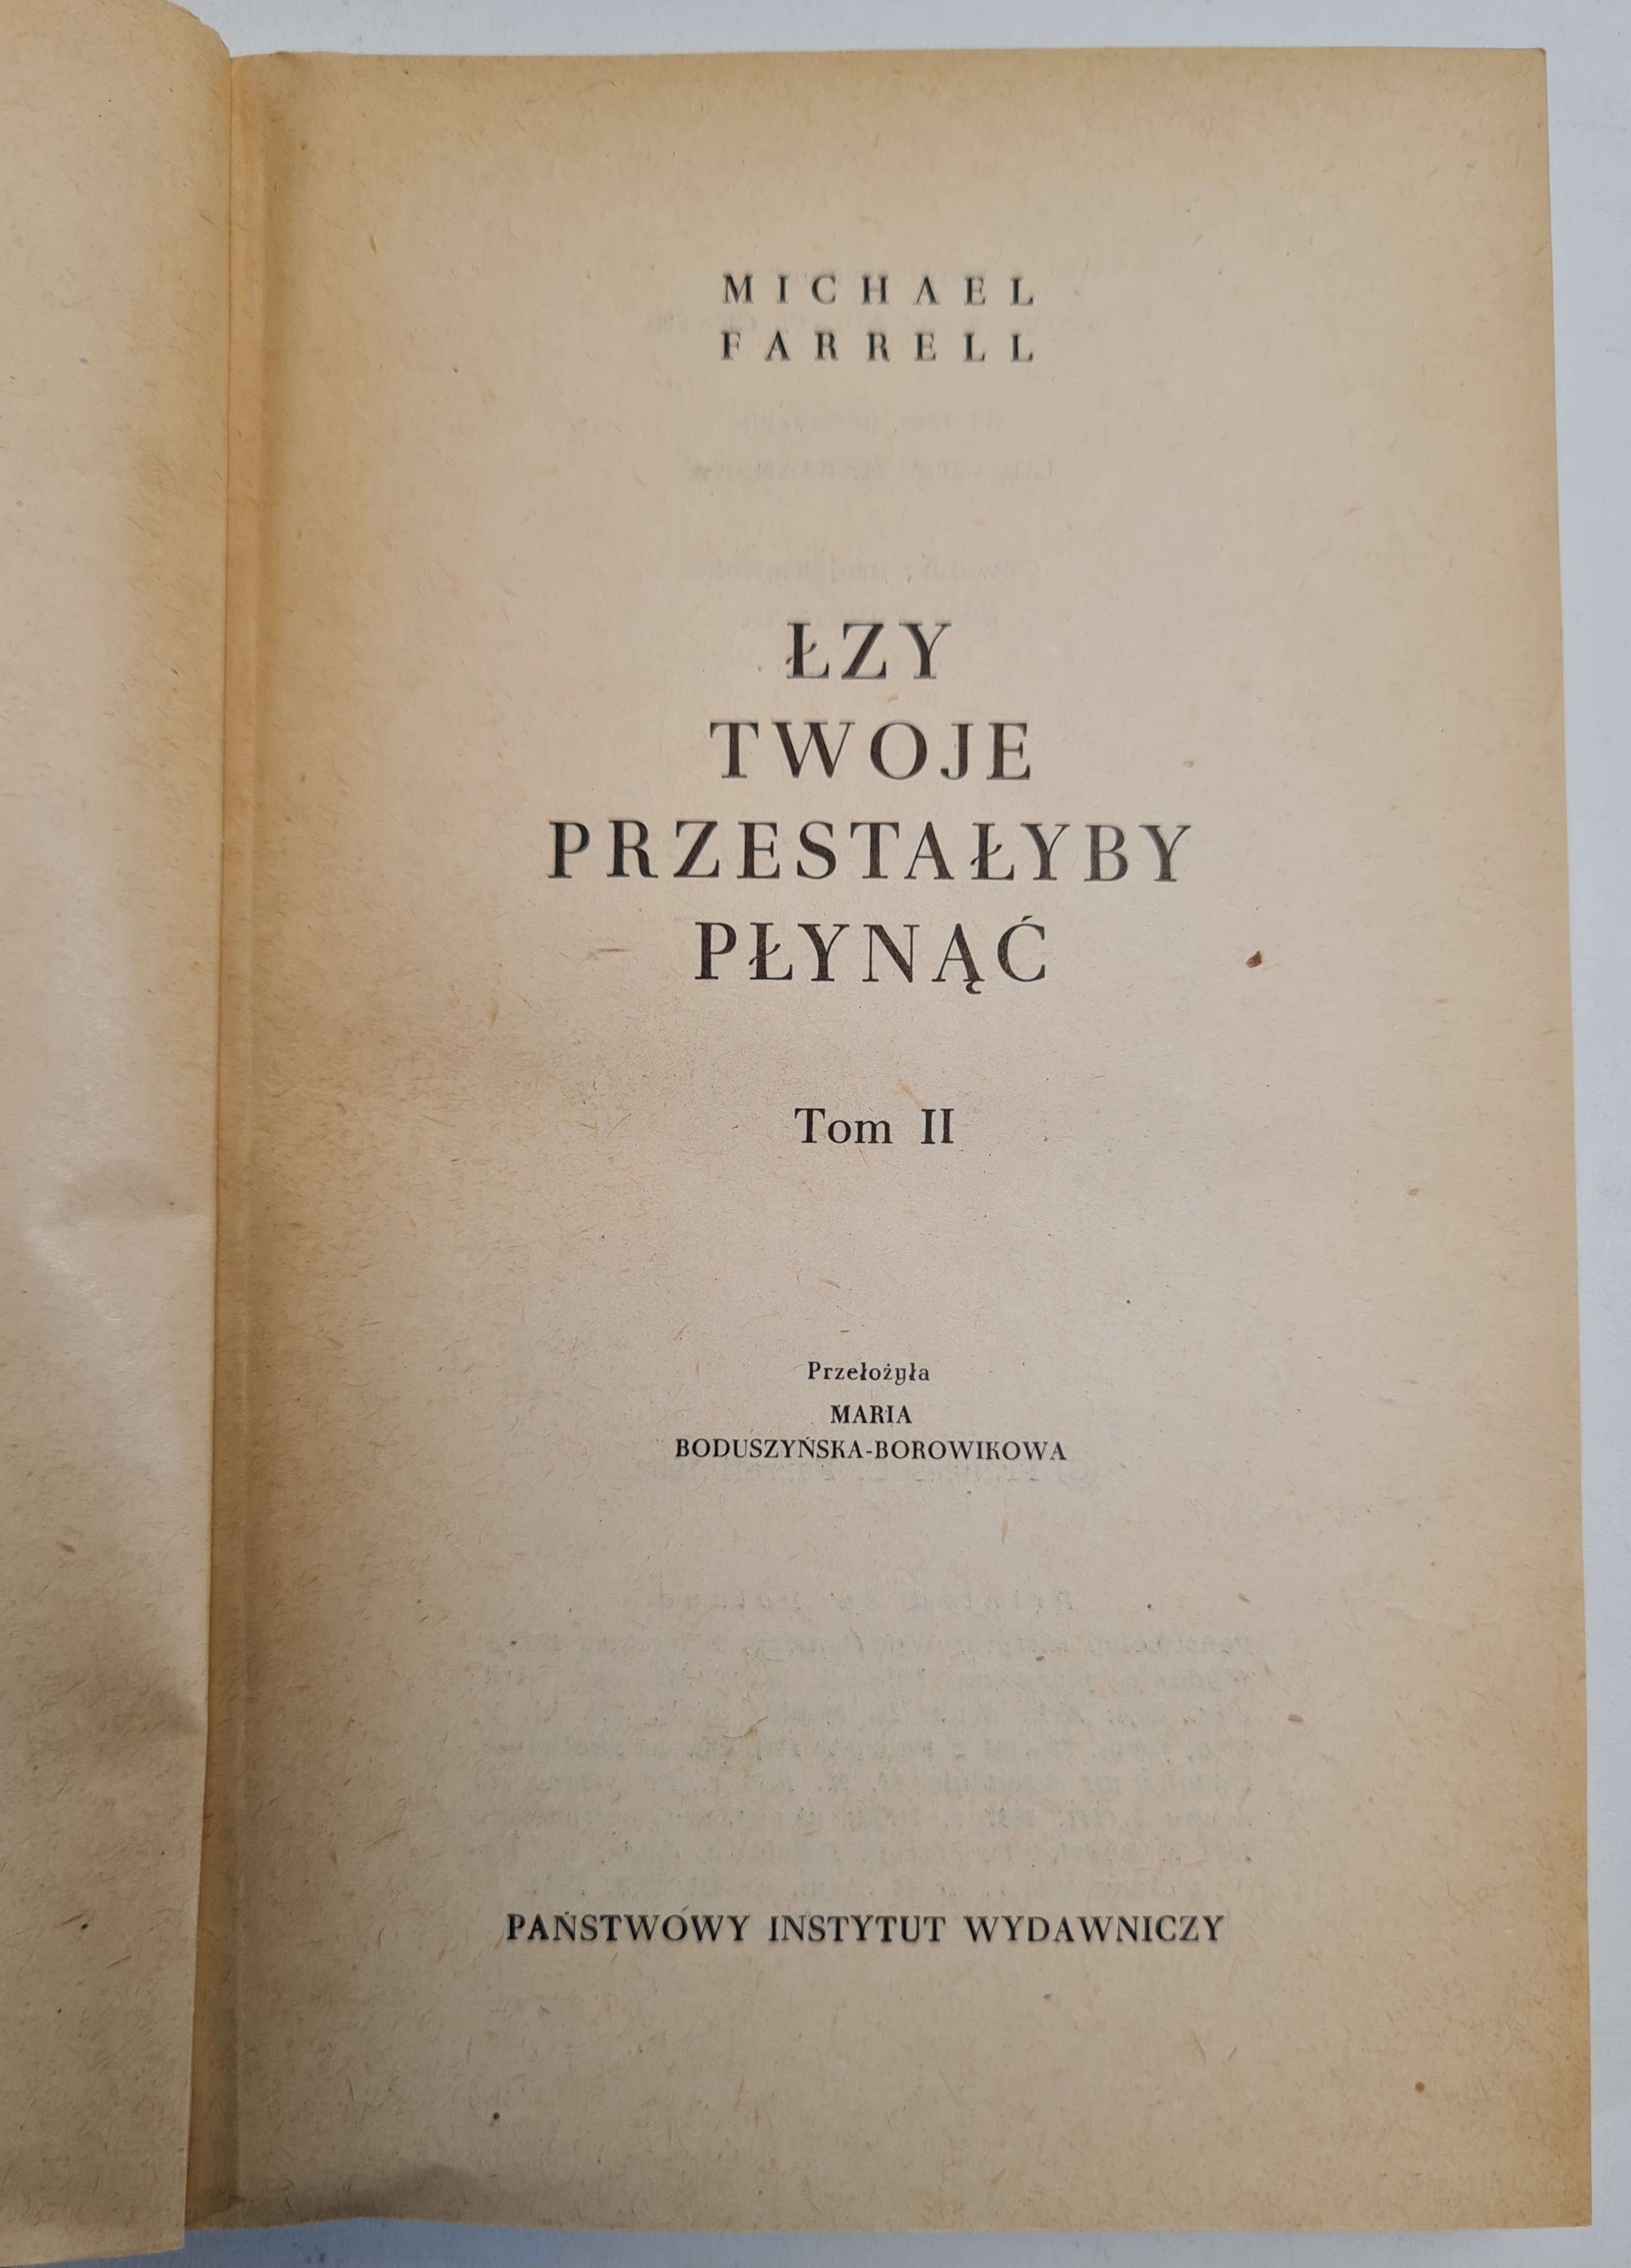 MICHAEL
FARRELL
ŁZY
TWOJE
PRZESTAŁYBY
PŁYNĄĆ
Tom II
Przełożyła
MARIA
BODUSZYŃSKA-BOROWIKOWA
PAŃSTWOWY INSTYTUT WYDAWNICZY